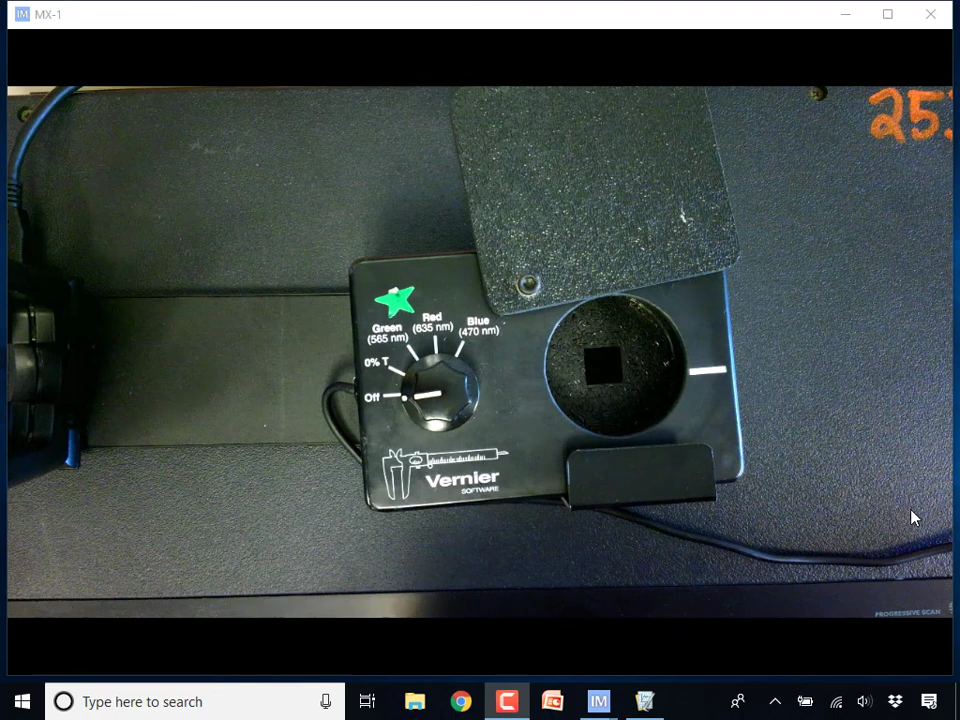 MX-1
Green
(565 nm)
Red
(635 nm)
Blue
(470 nm)
0% T
Off
Vernier
SOFTWARE
PROGRESSIVE SCAN
Type here to search